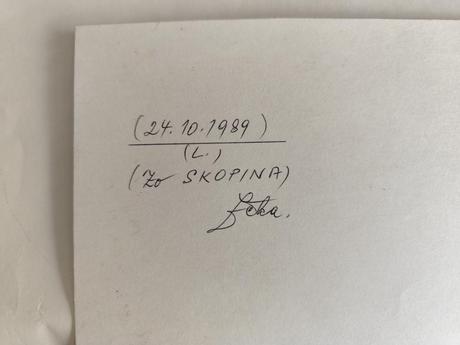 (24.10.1989)
(L.)
(Zo SKOPINA)